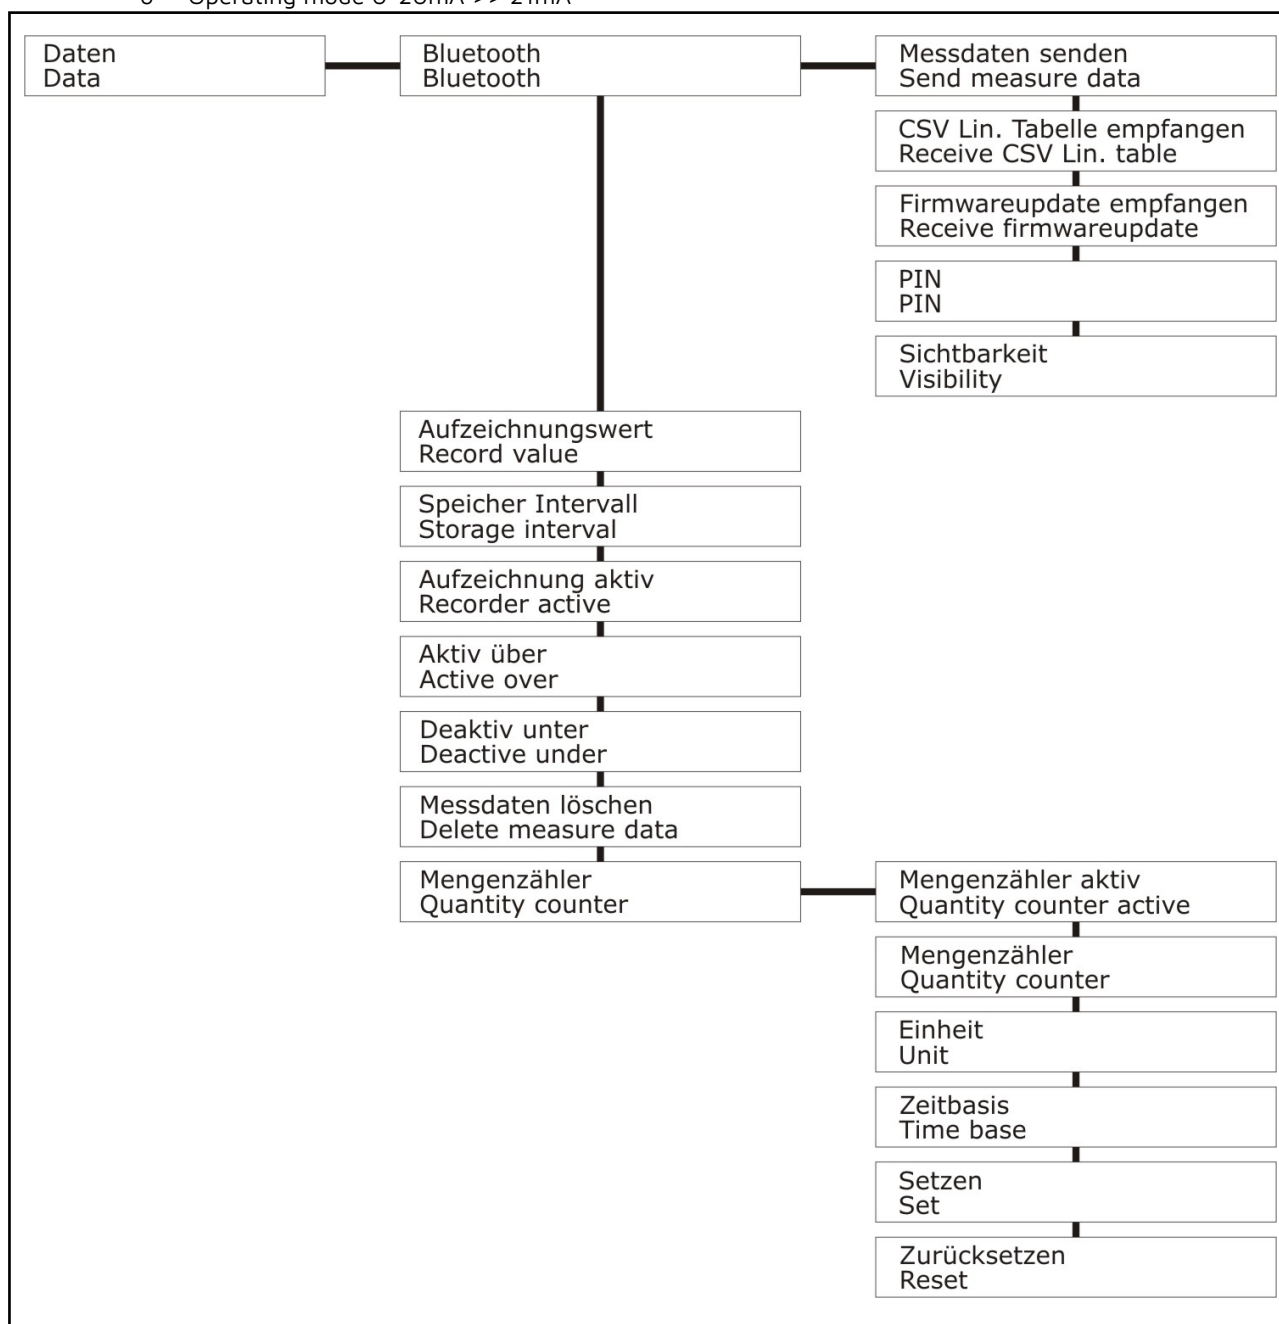 Daten
Data
Bluetooth
Bluetooth
Messdaten senden
Send measure data
CSV Lin. Tabelle empfangen
Receive CSV Lin. table
Firmwareupdate empfangen
Receive firmwareupdate
PIN
PIN
Sichtbarkeit
Visibility
Aufzeichnungswert
Record value
Speicher Intervall
Storage interval
Aufzeichnung aktiv
Recorder active
Aktiv über
Active over
Deaktiv unter
Deactive under
Messdaten löschen
Delete measure data
Mengenzähler
Quantity counter
Mengenzähler aktiv
Quantity counter active
Mengenzähler
Quantity counter
Einheit
Unit
Zeitbasis
Time base
Setzen
Set
Zurücksetzen
Reset